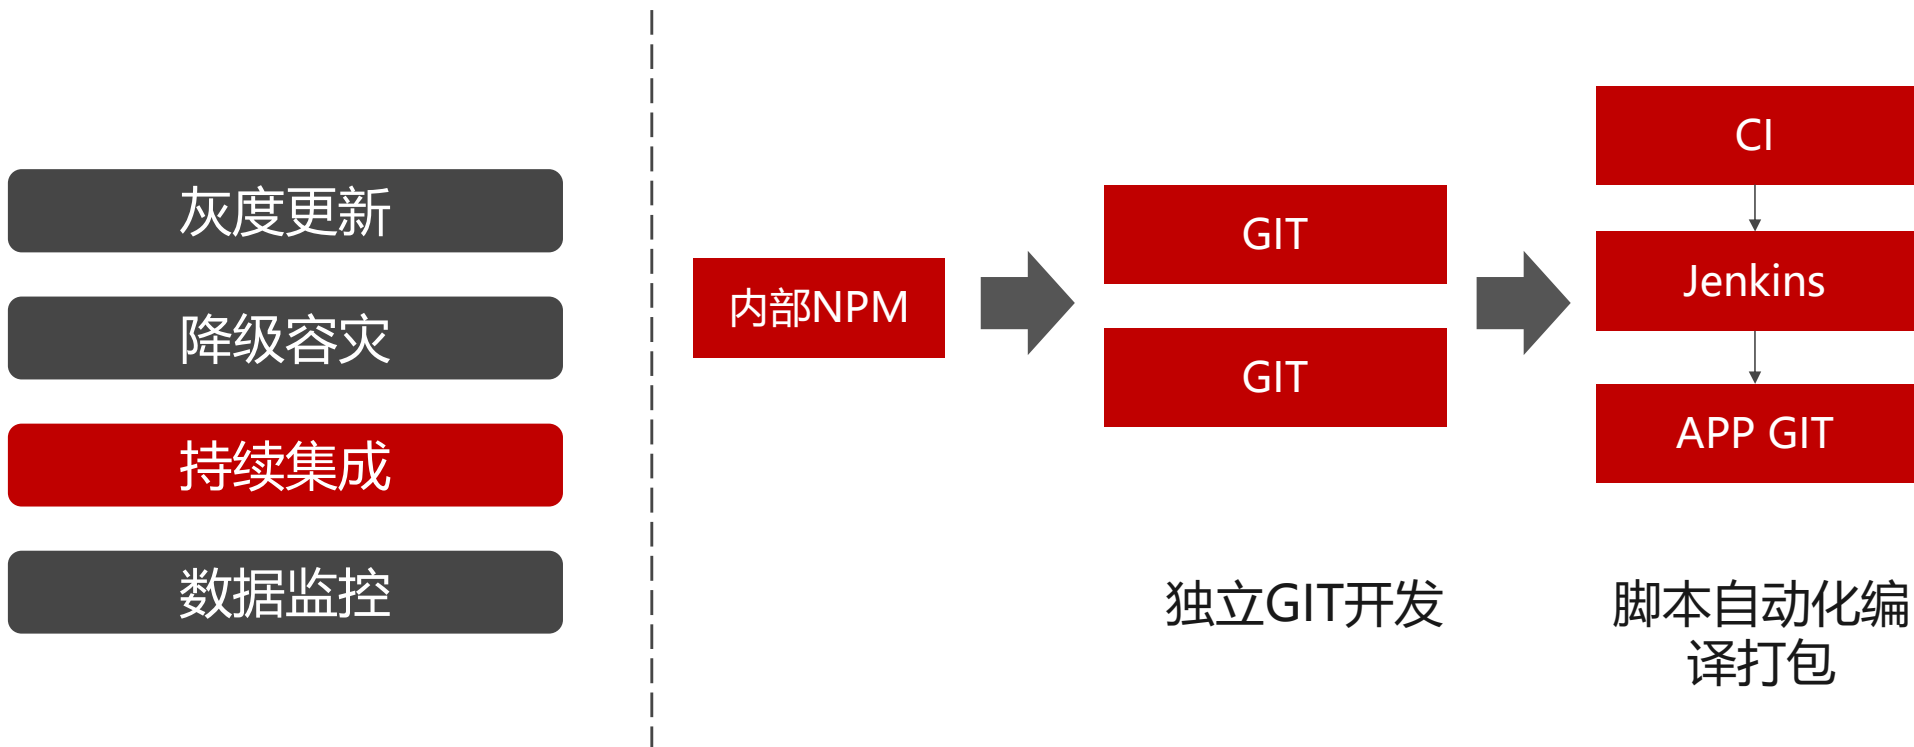 灰度更新
降级容灾
持续集成
数据监控
内部NPM
GIT
GIT
独立GIT开发
CI
Jenkins
APP GIT
脚本自动化编
译打包